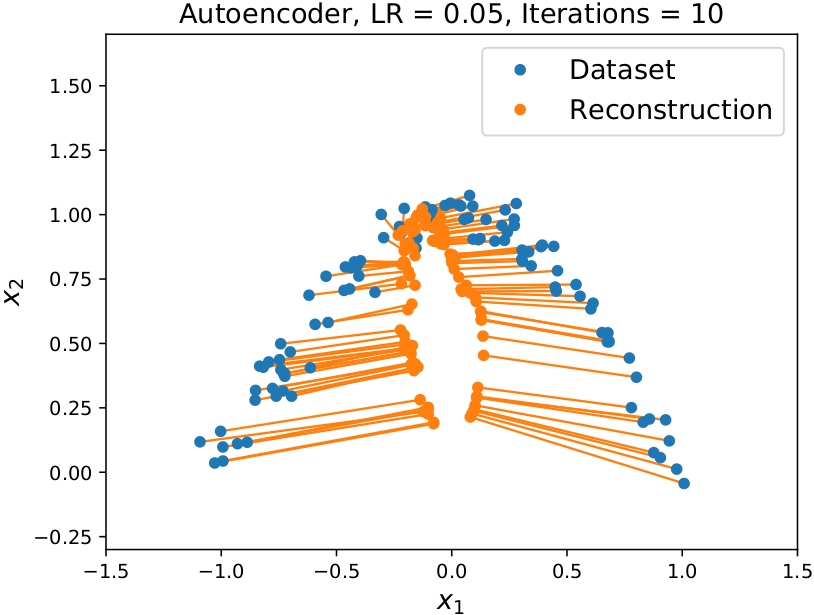 Autoencoder, LR = 0.05, Iterations = 10
Dataset
Reconstruction
1.50
1.25
1.00
0.75
0.50
0.25
0.00
−0.25
x₂
−1.5 −1.0 −0.5 0.0 0.5 1.0 1.5
x₁